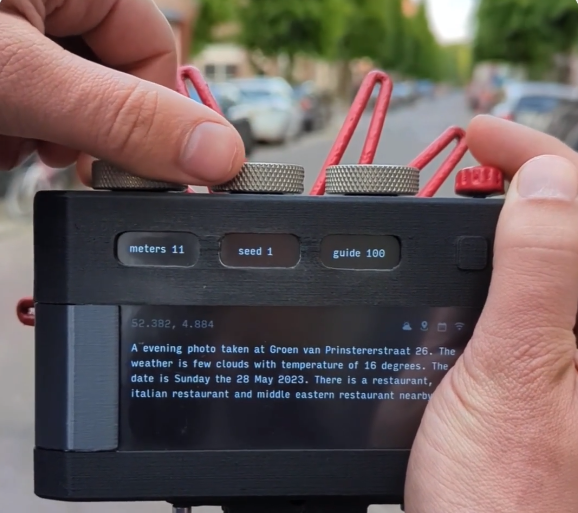 meters 11
seed 1
guide 100
52.382, 4.884
A evening photo taken at Groen van Prinstererstraat 26. The
weather is few clouds with temperature of 16 degrees. The
date is Sunday the 28 May 2023. There is a restaurant,
italian restaurant and middle eastern restaurant nearby